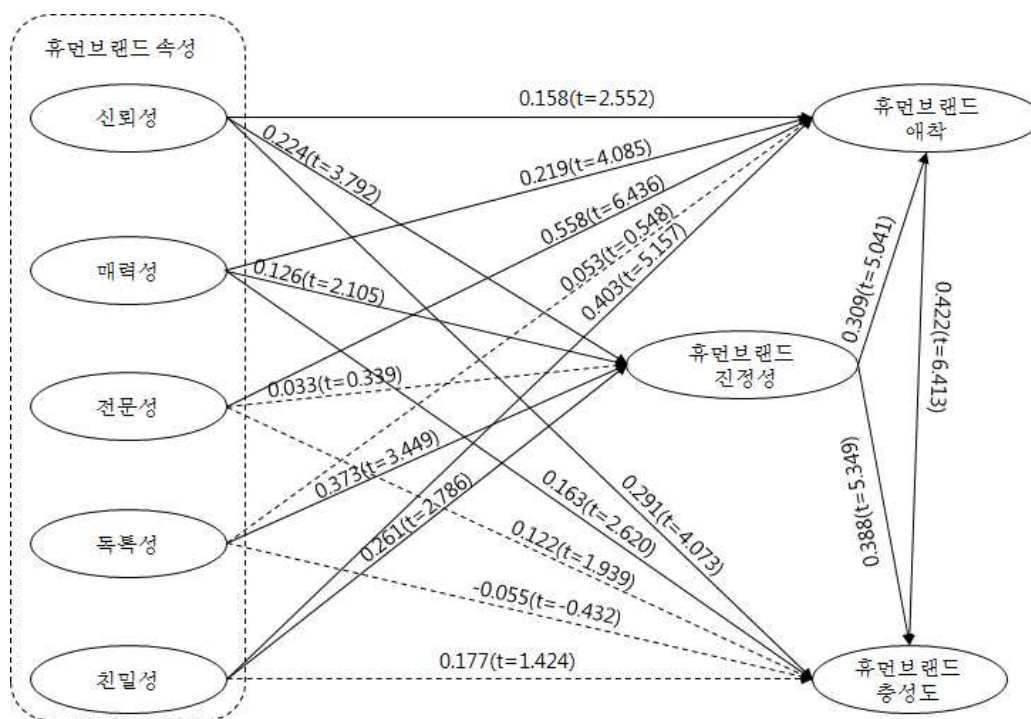 휴먼브랜드 속성
신뢰성
매력성
전문성
독특성
친밀성
0.158(t=2.552)
0.224(t=3.792)
0.219(t=4.085)
0.558(t=6.436)
0.053(t=0.548)
0.403(t=5.157)
0.126(t=2.105)
0.033(t=0.339)
0.373(t=3.449)
0.261(t=2.786)
0.163(t=2.620)
0.291(t=4.073)
0.122(t=1.939)
-0.055(t=-0.432)
0.177(t=1.424)
휴먼브랜드
진정성
0.309(t=5.041)
0.422(t=6.413)
0.388(t=5.349)
휴먼브랜드
애착
휴먼브랜드
충성도